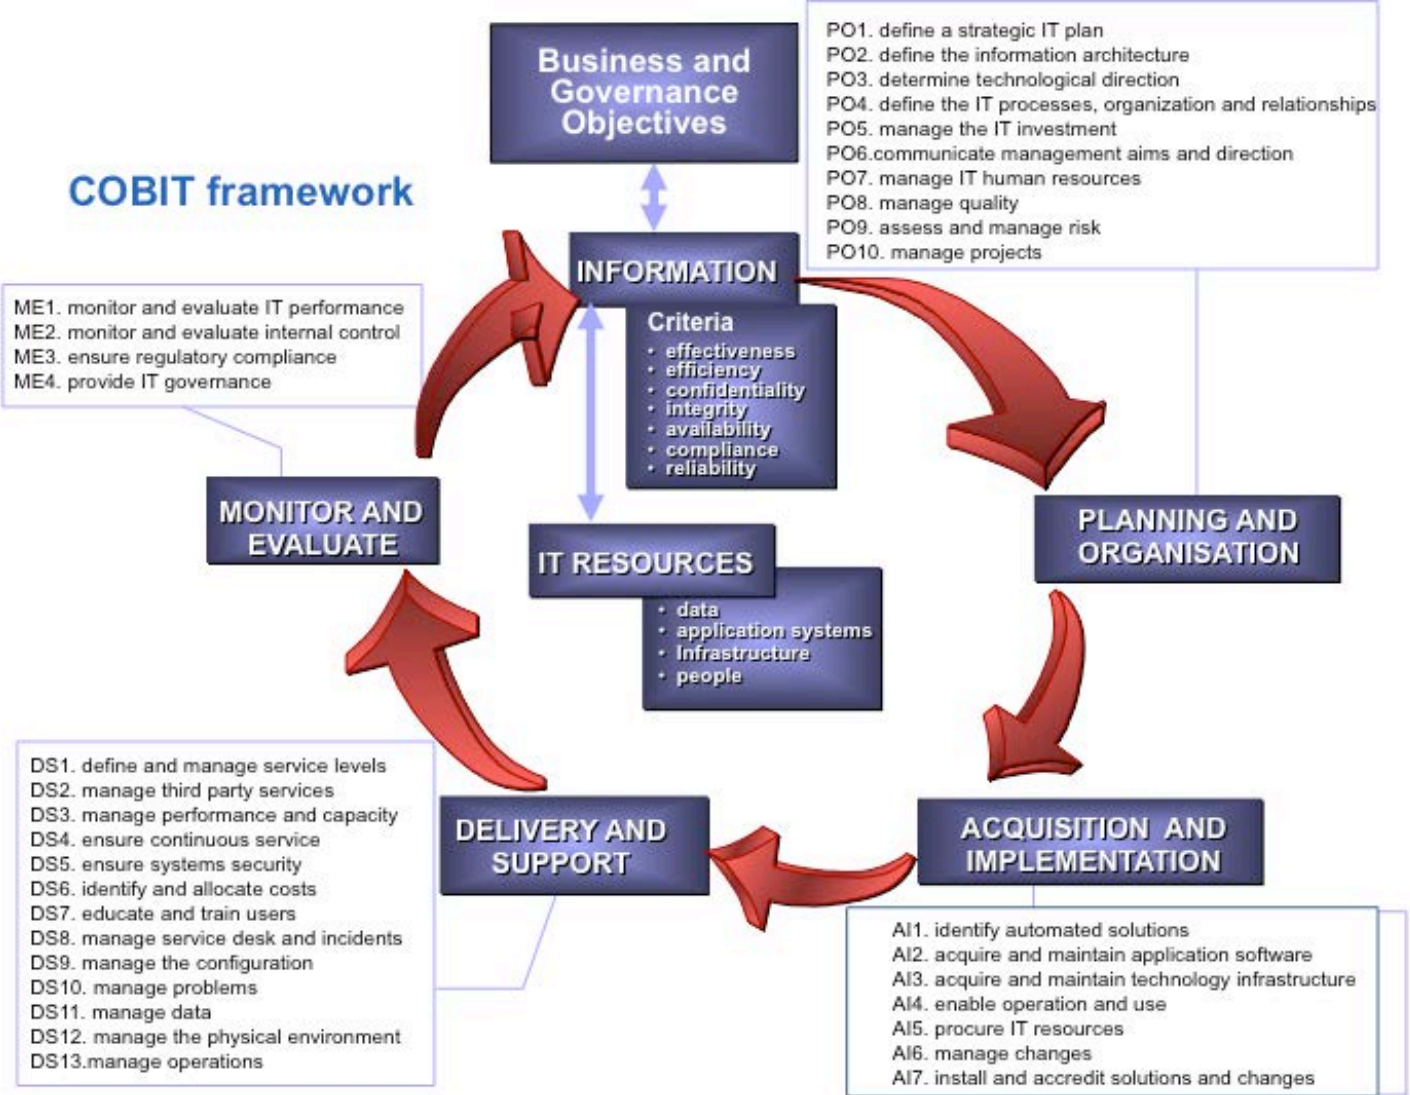 Business and
Governance
Objectives
PO1. define a strategic IT plan
PO2. define the information architecture
PO3. determine technological direction
PO4. define the IT processes, organization and relationships
PO5. manage the IT investment
PO6.communicate management aims and direction
PO7. manage IT human resources
PO8. manage quality
PO9. assess and manage risk
PO10. manage projects
COBIT framework
INFORMATION
Criteria
• effectiveness
• efficiency
• confidentiality
• integrity
• availability
• compliance
• reliability
ME1. monitor and evaluate IT performance
ME2. monitor and evaluate internal control
ME3. ensure regulatory compliance
ME4. provide IT governance
MONITOR AND
EVALUATE
PLANNING AND
ORGANISATION
IT RESOURCES
• data
• application systems
• Infrastructure
• people
DS1. define and manage service levels
DS2. manage third party services
DS3. manage performance and capacity
DS4. ensure continuous service
DS5. ensure systems security
DS6. identify and allocate costs
DS7. educate and train users
DS8. manage service desk and incidents
DS9. manage the configuration
DS10. manage problems
DS11. manage data
DS12. manage the physical environment
DS13.manage operations
DELIVERY AND
SUPPORT
ACQUISITION AND
IMPLEMENTATION
AI1. identify automated solutions
AI2. acquire and maintain application software
AI3. acquire and maintain technology infrastructure
AI4. enable operation and use
AI5. procure IT resources
AI6. manage changes
AI7. install and accredit solutions and changes